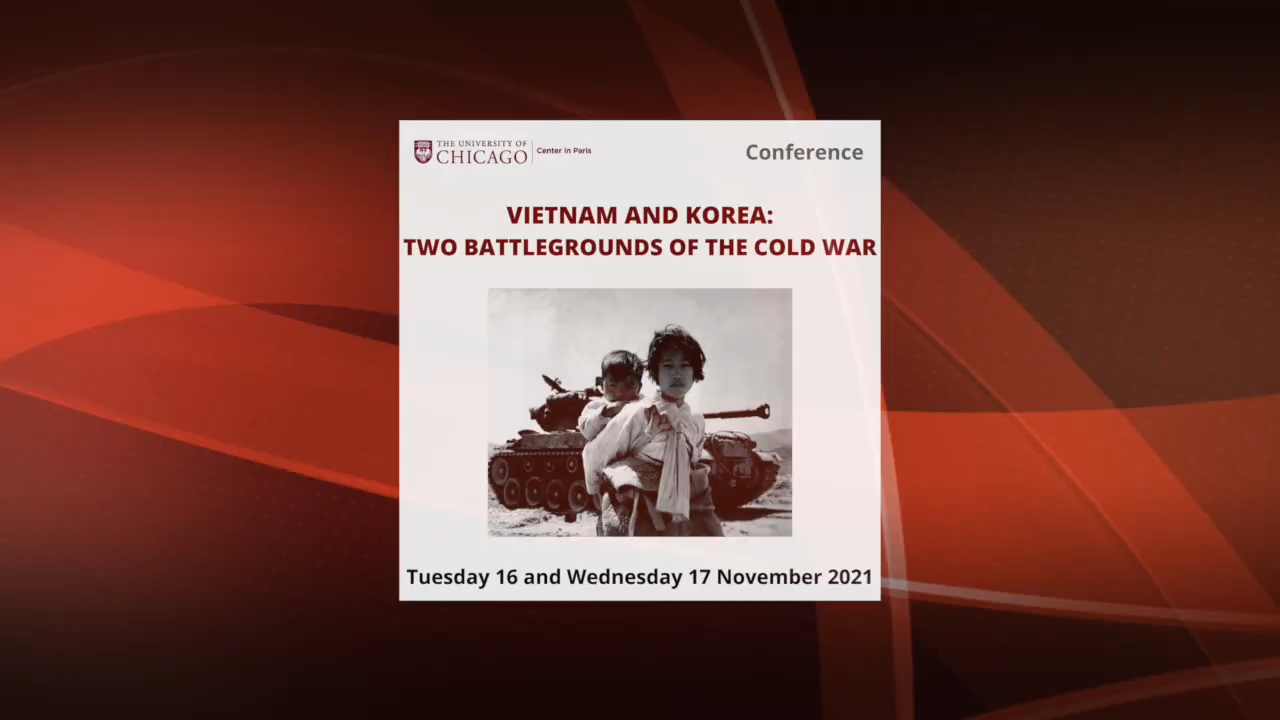 THE UNIVERSITY OF
CHICAGO
Center in Paris
Conference
VIETNAM AND KOREA:
TWO BATTLEGROUNDS OF THE COLD WAR
Tuesday 16 and Wednesday 17 November 2021